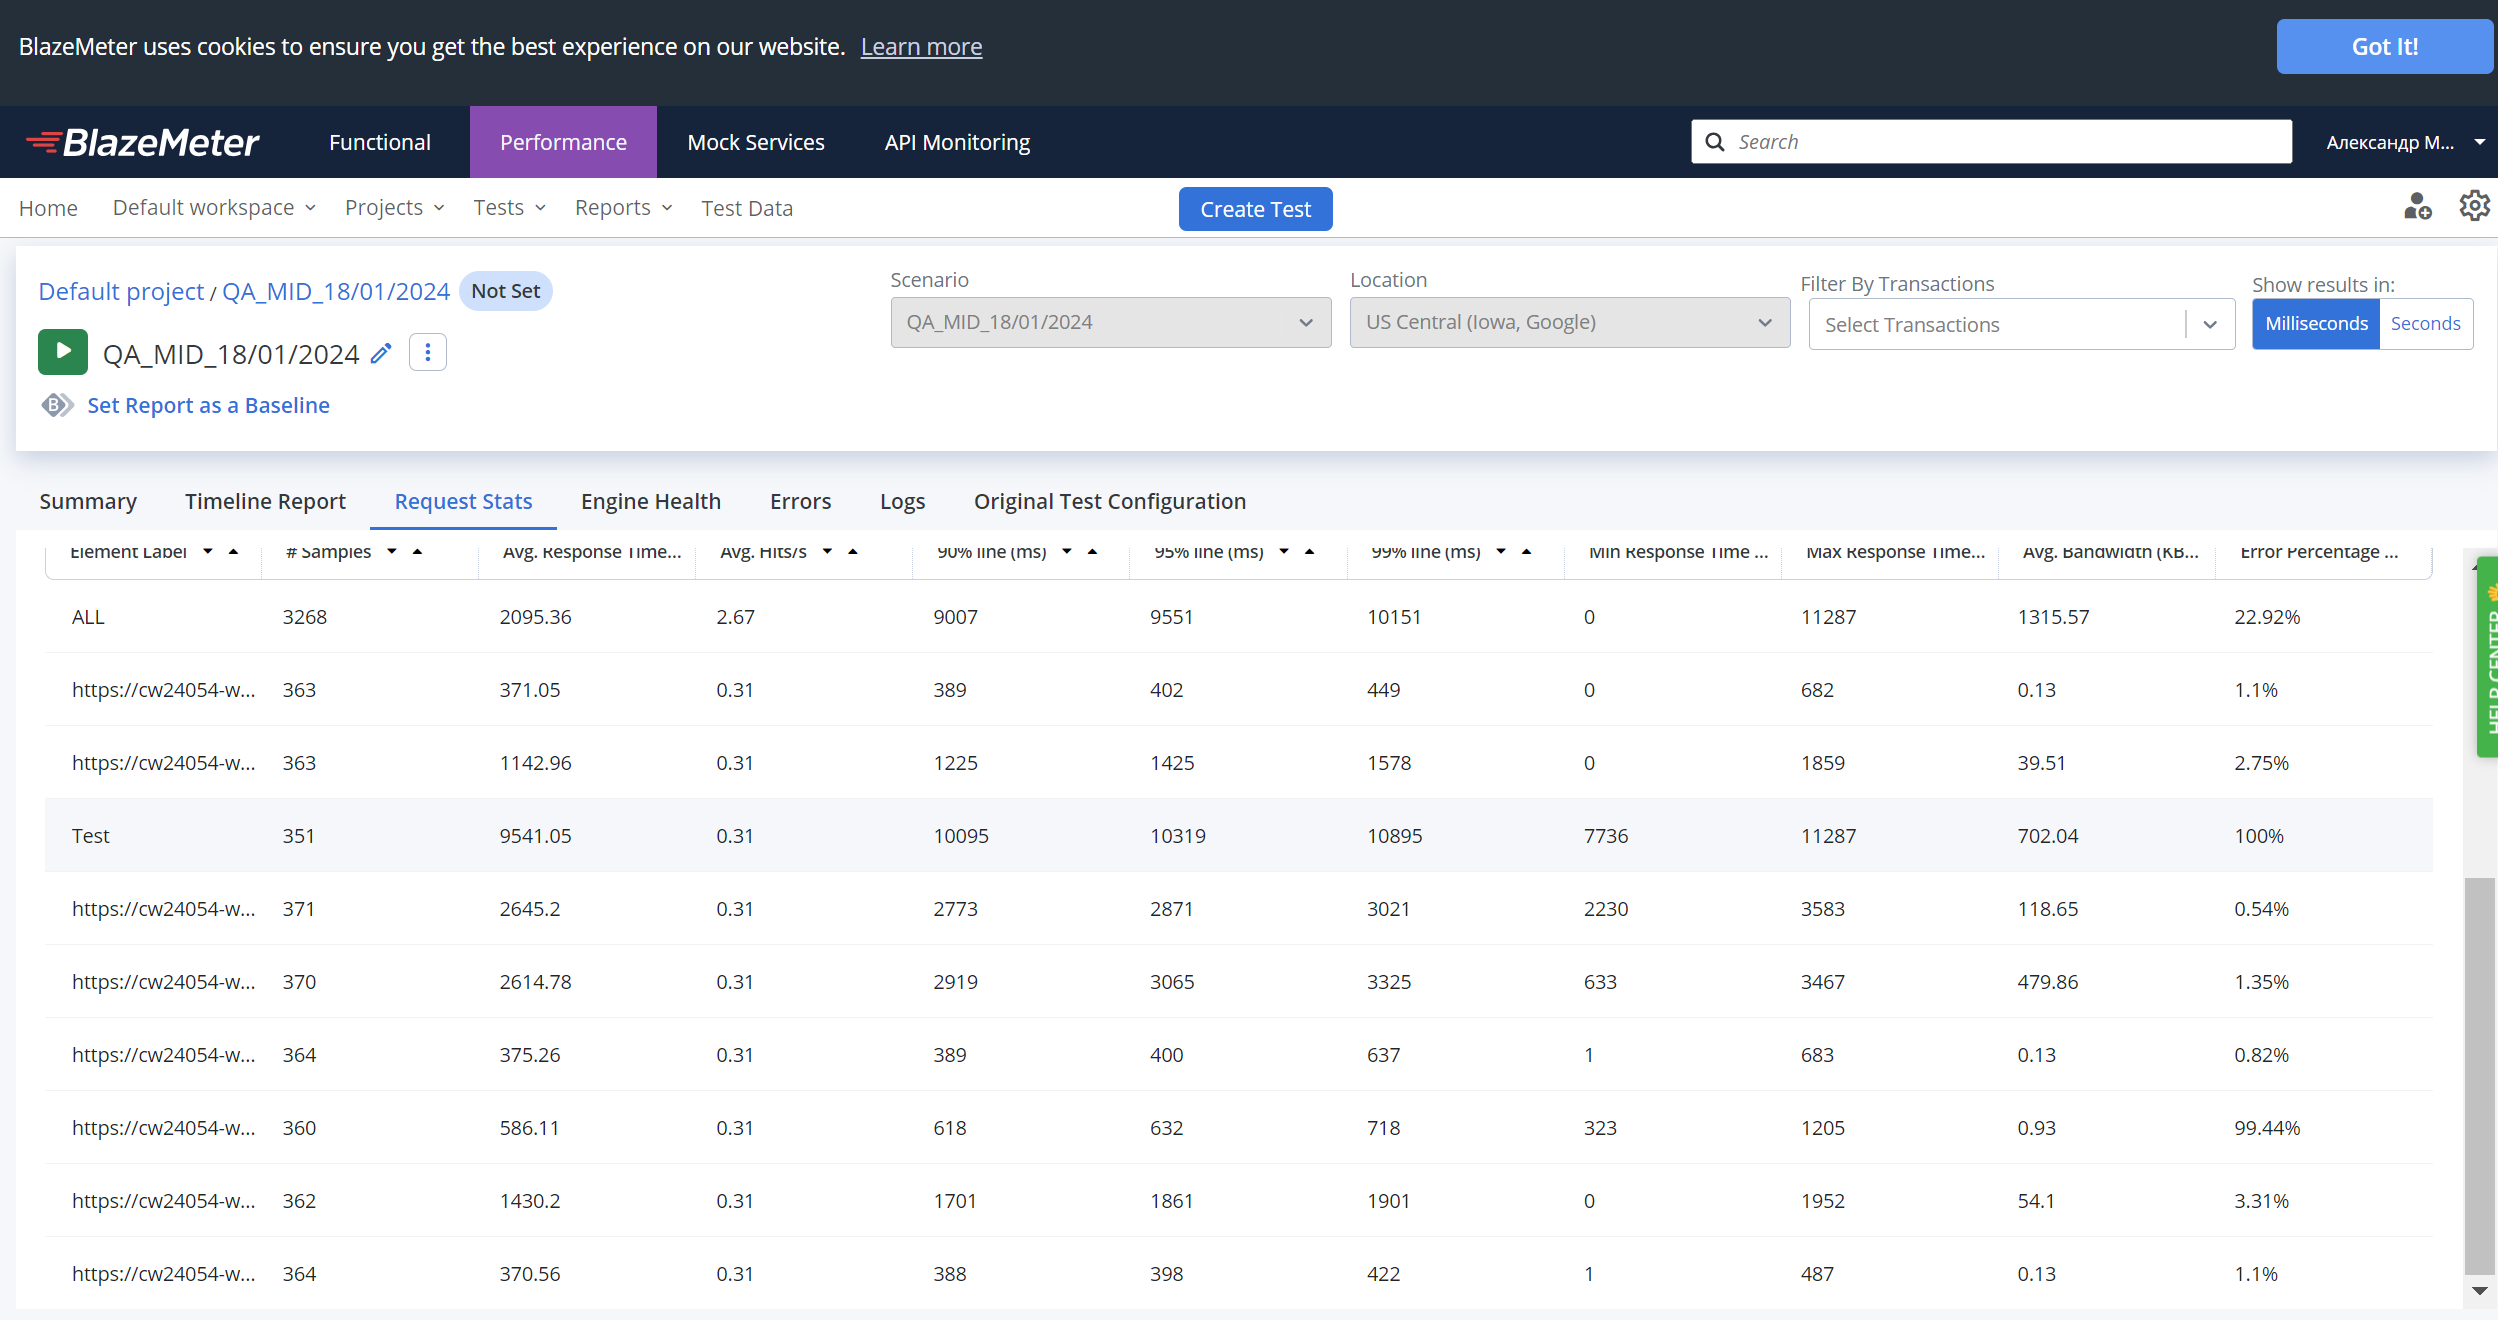 BlazeMeter uses cookies to ensure you get the best experience on our website. Learn more
Got It!
BlazeMeter Functional Performance Mock Services API Monitoring Search Александр М...
Home Default workspace Projects Tests Reports Test Data Create Test
Default project / QA_MID_18/01/2024 Not Set
QA_MID_18/01/2024
Set Report as a Baseline
Scenario
QA_MID_18/01/2024
Location
US Central (Iowa, Google)
Filter By Transactions
Select Transactions
Show results in:
Milliseconds Seconds
Summary Timeline Report Request Stats Engine Health Errors Logs Original Test Configuration
Element Label # Samples Avg. Response Time... Avg. Hits/s 90% line (ms) 95% line (ms) 99% line (ms) Min Response Time ... Max Response Time... Avg. Bandwidth (KB... Error Percentage ...
ALL 3268 2095.36 2.67 9007 9551 10151 0 11287 1315.57 22.92%
https://cw24054-w... 363 371.05 0.31 389 402 449 0 682 0.13 1.1%
https://cw24054-w... 363 1142.96 0.31 1225 1425 1578 0 1859 39.51 2.75%
Test 351 9541.05 0.31 10095 10319 10895 7736 11287 702.04 100%
https://cw24054-w... 371 2645.2 0.31 2773 2871 3021 2230 3583 118.65 0.54%
https://cw24054-w... 370 2614.78 0.31 2919 3065 3325 633 3467 479.86 1.35%
https://cw24054-w... 364 375.26 0.31 389 400 637 1 683 0.13 0.82%
https://cw24054-w... 360 586.11 0.31 618 632 718 323 1205 0.93 99.44%
https://cw24054-w... 362 1430.2 0.31 1701 1861 1901 0 1952 54.1 3.31%
https://cw24054-w... 364 370.56 0.31 388 398 422 1 487 0.13 1.1%
HELP CENTER